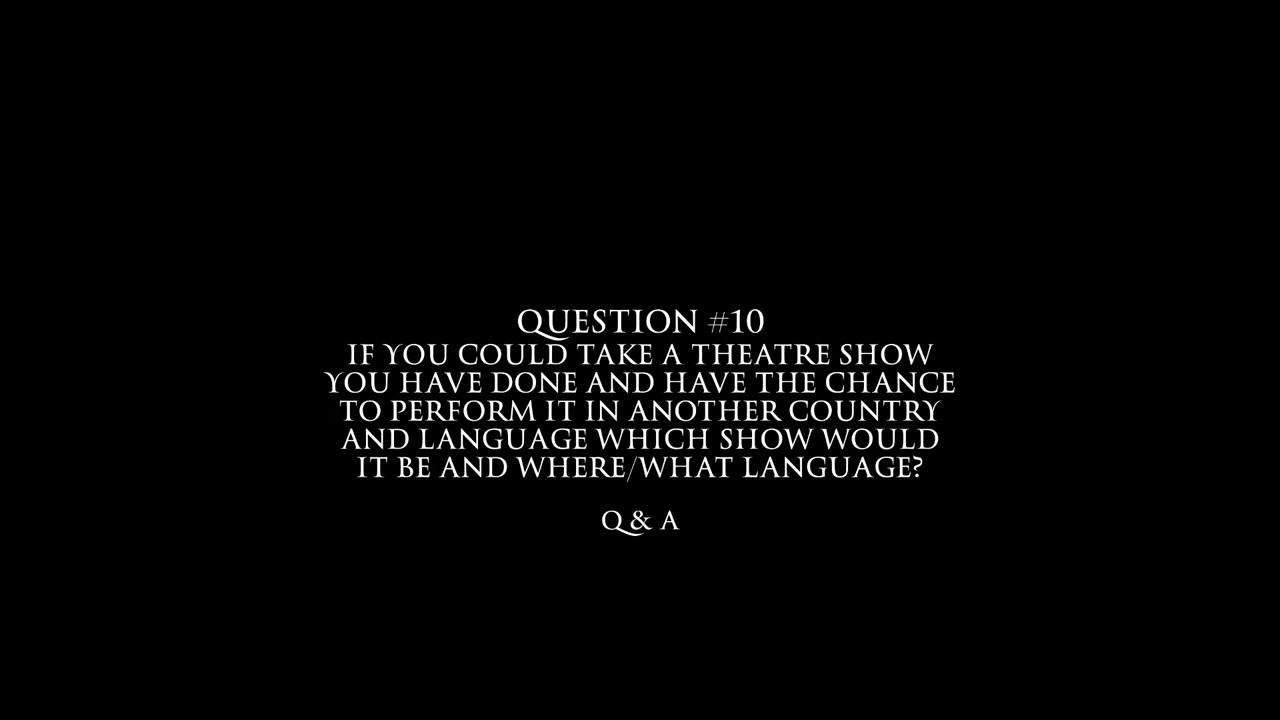 QUESTION #10
IF YOU COULD TAKE A THEATRE SHOW
YOU HAVE DONE AND HAVE THE CHANCE
TO PERFORM IT IN ANOTHER COUNTRY
AND LANGUAGE WHICH SHOW WOULD
IT BE AND WHERE/WHAT LANGUAGE?
Q & A